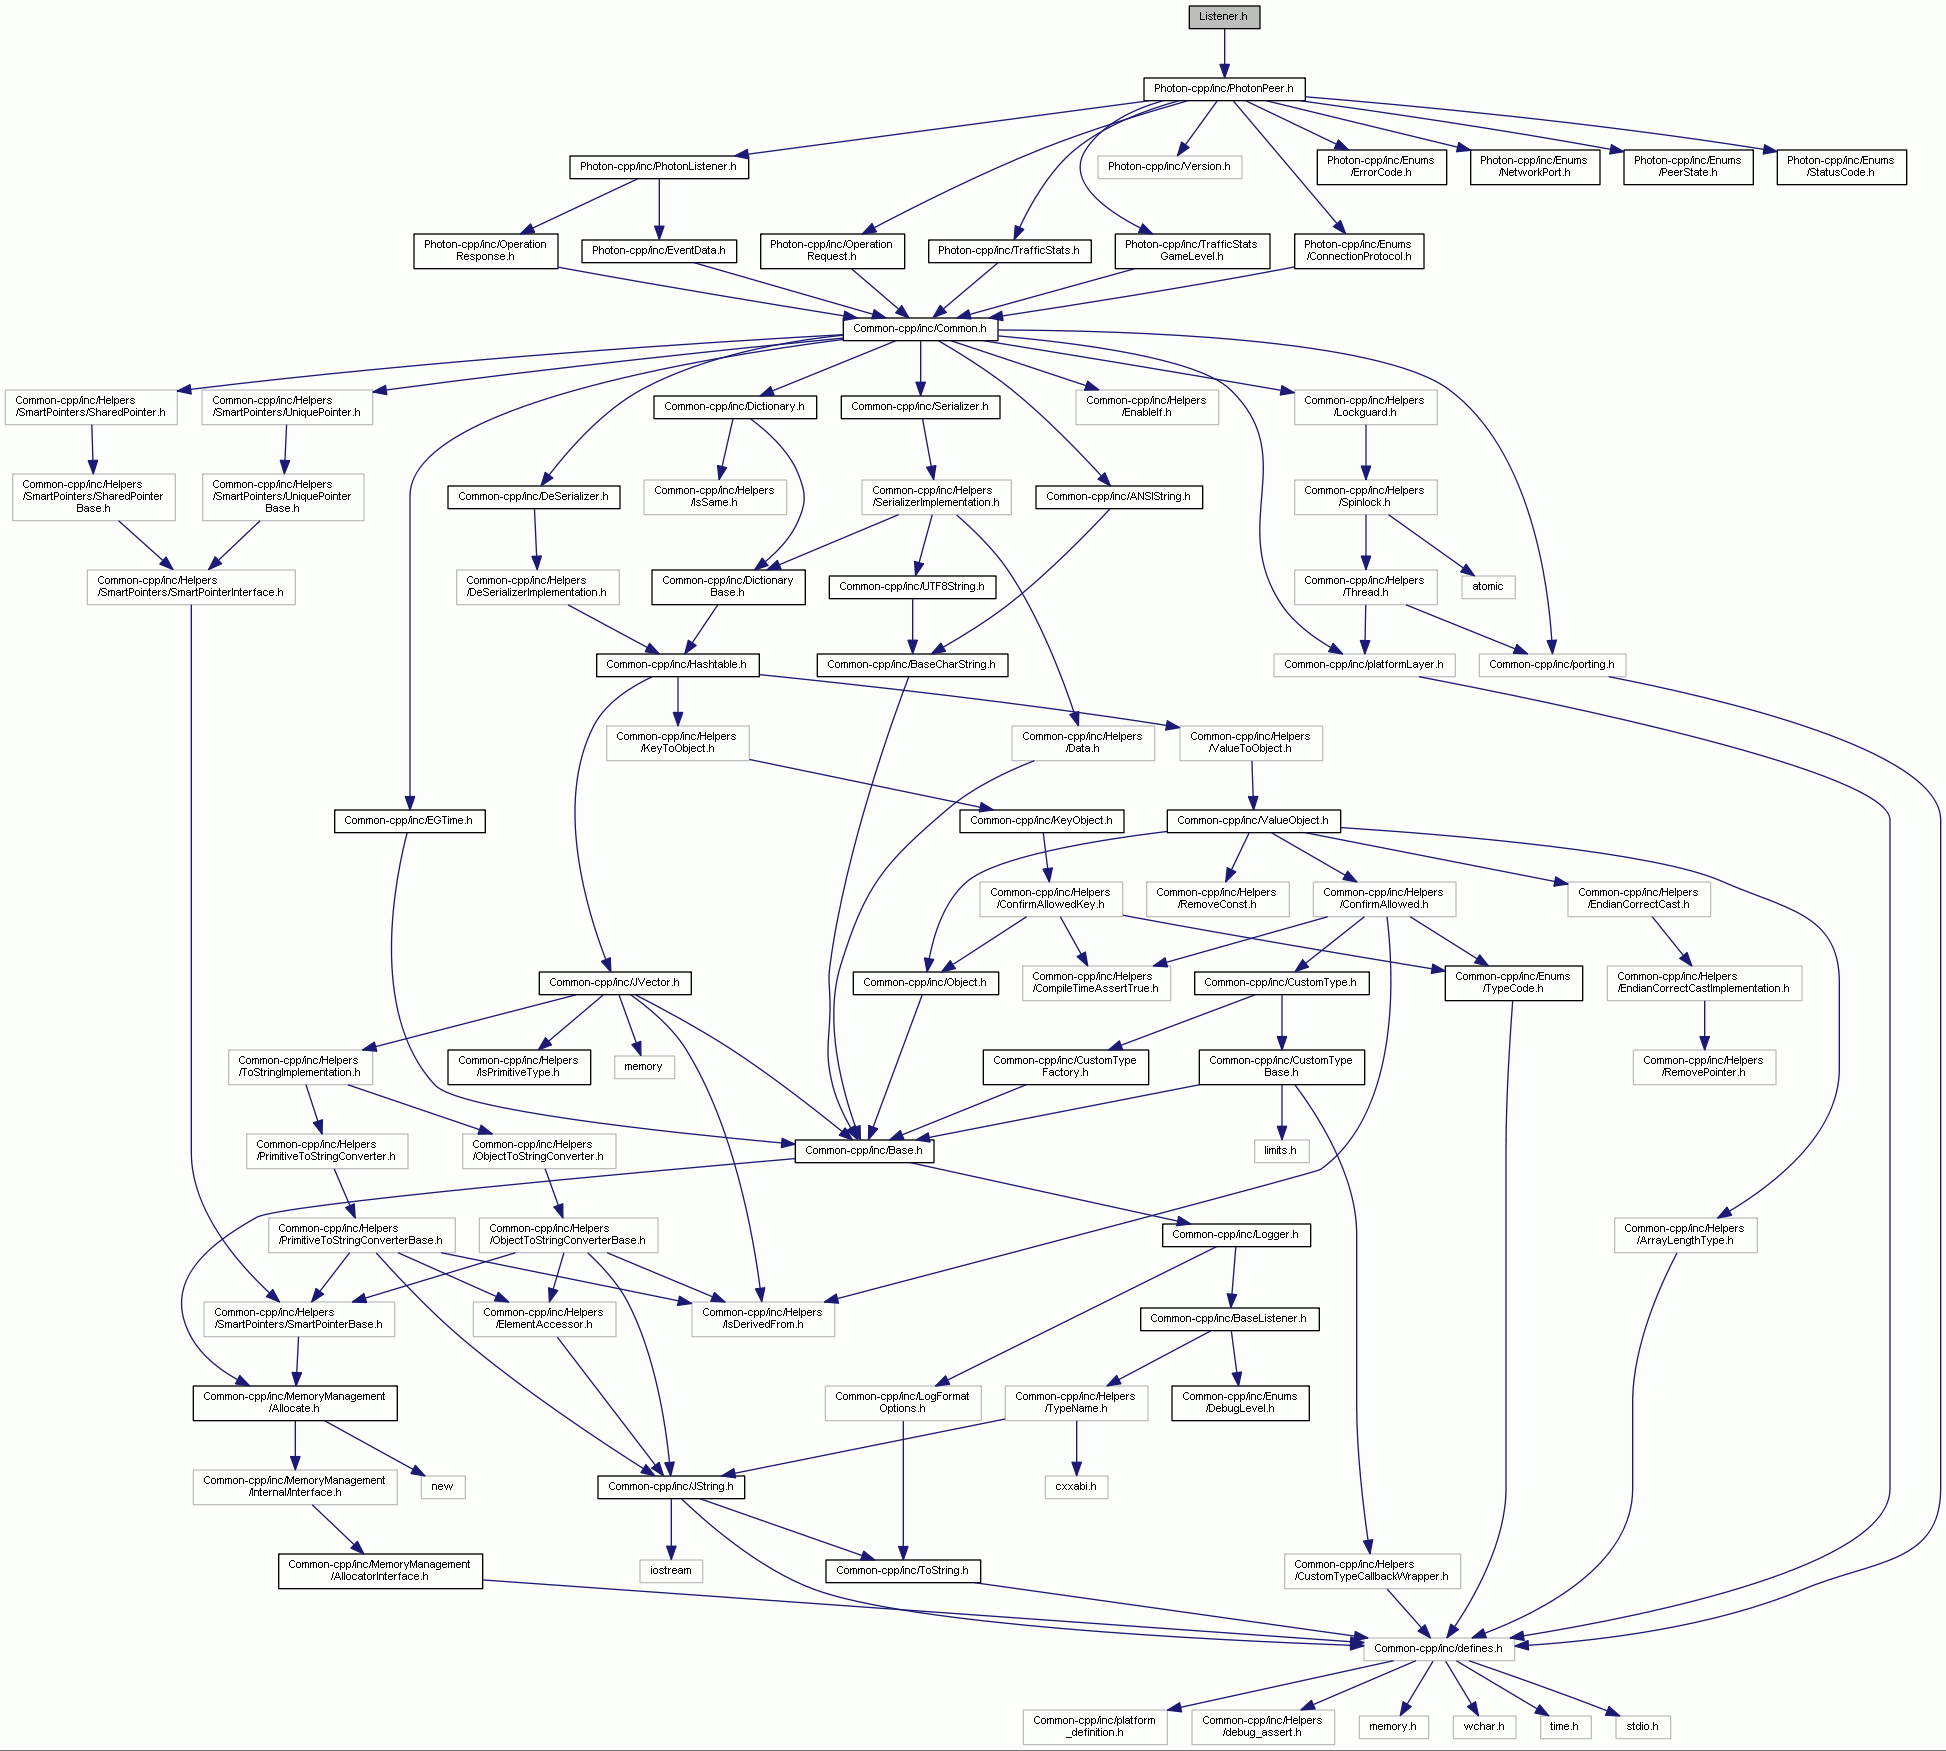 Listener.h
Photon-cpp/inc/PhotonPeer.h
Photon-cpp/inc/PhotonListener.h
Photon-cpp/inc/Version.h
Photon-cpp/inc/Enums
/ErrorCode.h
Photon-cpp/inc/Enums
/NetworkPort.h
Photon-cpp/inc/Enums
/PeerState.h
Photon-cpp/inc/Enums
/StatusCode.h
Photon-cpp/inc/Operation
Response.h
Photon-cpp/inc/EventData.h
Photon-cpp/inc/Operation
Request.h
Photon-cpp/inc/TrafficStats.h
Photon-cpp/inc/TrafficStats
GameLevel.h
Photon-cpp/inc/Enums
/ConnectionProtocol.h
Common-cpp/inc/Common.h
Common-cpp/inc/Helpers
/SmartPointers/SharedPointer.h
Common-cpp/inc/Helpers
/SmartPointers/UniquePointer.h
Common-cpp/inc/Dictionary.h
Common-cpp/inc/Serializer.h
Common-cpp/inc/Helpers
/EnableIf.h
Common-cpp/inc/Helpers
/Lockguard.h
Common-cpp/inc/Helpers
/SmartPointers/SharedPointer
Base.h
Common-cpp/inc/Helpers
/SmartPointers/UniquePointer
Base.h
Common-cpp/inc/DeSerializer.h
Common-cpp/inc/Helpers
/IsSame.h
Common-cpp/inc/Helpers
/SerializerImplementation.h
Common-cpp/inc/ANSIString.h
Common-cpp/inc/Helpers
/Spinlock.h
Common-cpp/inc/Helpers
/SmartPointers/SmartPointerInterface.h
Common-cpp/inc/Helpers
/DeSerializerImplementation.h
Common-cpp/inc/Dictionary
Base.h
Common-cpp/inc/UTF8String.h
Common-cpp/inc/Helpers
/Thread.h
atomic
Common-cpp/inc/Hashtable.h
Common-cpp/inc/BaseCharString.h
Common-cpp/inc/platformLayer.h
Common-cpp/inc/porting.h
Common-cpp/inc/Helpers
/KeyToObject.h
Common-cpp/inc/Helpers
/Data.h
Common-cpp/inc/Helpers
/ValueToObject.h
Common-cpp/inc/EGTime.h
Common-cpp/inc/KeyObject.h
Common-cpp/inc/ValueObject.h
Common-cpp/inc/Helpers
/ConfirmAllowedKey.h
Common-cpp/inc/Helpers
/RemoveConst.h
Common-cpp/inc/Helpers
/ConfirmAllowed.h
Common-cpp/inc/Helpers
/EndianCorrectCast.h
Common-cpp/inc/JVector.h
Common-cpp/inc/Object.h
Common-cpp/inc/Helpers
/CompileTimeAssertTrue.h
Common-cpp/inc/CustomType.h
Common-cpp/inc/Enums
/TypeCode.h
Common-cpp/inc/Helpers
/EndianCorrectCastImplementation.h
Common-cpp/inc/Helpers
/ToStringImplementation.h
Common-cpp/inc/Helpers
/IsPrimitiveType.h
memory
Common-cpp/inc/CustomType
Factory.h
Common-cpp/inc/CustomType
Base.h
Common-cpp/inc/Helpers
/RemovePointer.h
Common-cpp/inc/Helpers
/PrimitiveToStringConverter.h
Common-cpp/inc/Helpers
/ObjectToStringConverter.h
Common-cpp/inc/Base.h
limits.h
Common-cpp/inc/Helpers
/PrimitiveToStringConverterBase.h
Common-cpp/inc/Helpers
/ObjectToStringConverterBase.h
Common-cpp/inc/Logger.h
Common-cpp/inc/Helpers
/ArrayLengthType.h
Common-cpp/inc/Helpers
/SmartPointers/SmartPointerBase.h
Common-cpp/inc/Helpers
/ElementAccessor.h
Common-cpp/inc/Helpers
/IsDerivedFrom.h
Common-cpp/inc/BaseListener.h
Common-cpp/inc/MemoryManagement
/Allocate.h
Common-cpp/inc/LogFormat
Options.h
Common-cpp/inc/Helpers
/TypeName.h
Common-cpp/inc/Enums
/DebugLevel.h
Common-cpp/inc/MemoryManagement
/Internal/Interface.h
new
Common-cpp/inc/JString.h
cxxabi.h
Common-cpp/inc/MemoryManagement
/AllocatorInterface.h
iostream
Common-cpp/inc/ToString.h
Common-cpp/inc/Helpers
/CustomTypeCallbackWrapper.h
Common-cpp/inc/defines.h
Common-cpp/inc/platform
_definition.h
Common-cpp/inc/Helpers
/debug_assert.h
memory.h
wchar.h
time.h
stdio.h